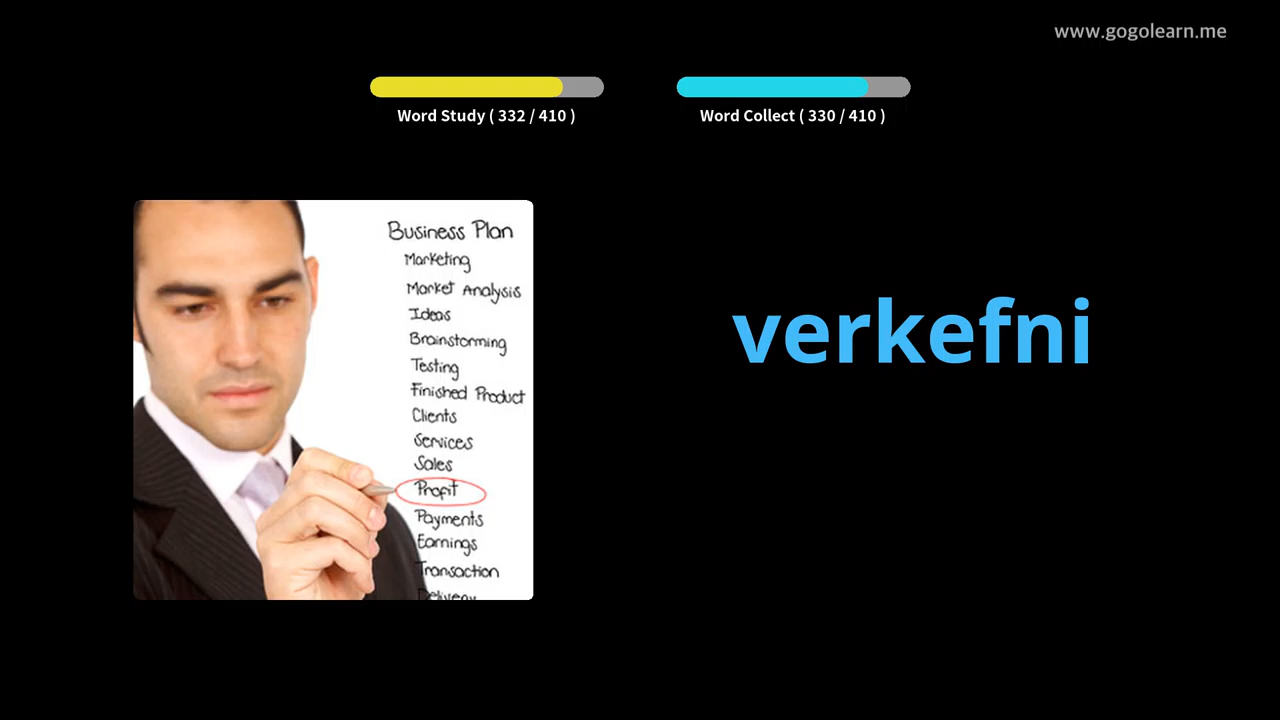 www.gogolearn.me
Word Study ( 332 / 410 )
Word Collect ( 330 / 410 )
Business Plan
Marketing
Market Analysis
Ideas
Brainstorming
Testing
Finished Product
Clients
Services
Sales
Profit
Payments
Earnings
Transaction
Delivery
verkefni